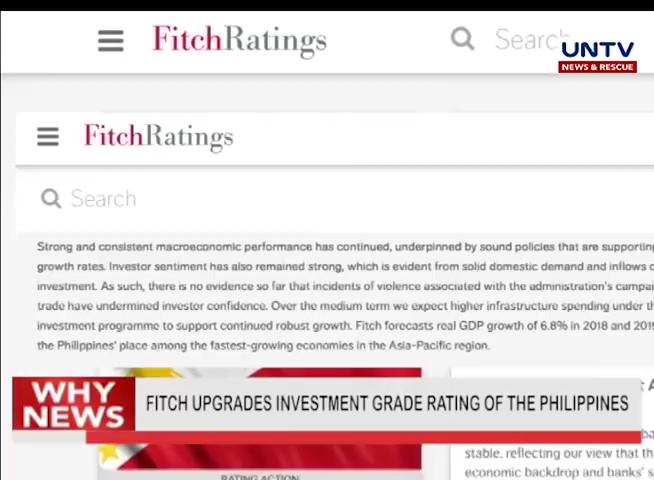 FitchRatings
Search
UNTV
NEWS & RESCUE
FitchRatings
Search
Strong and consistent macroeconomic performance has continued, underpinned by sound policies that are supporting
growth rates. Investor sentiment has also remained strong, which is evident from solid domestic demand and inflows o
investment. As such, there is no evidence so far that incidents of violence associated with the administration's campai
trade have undermined investor confidence. Over the medium term we expect higher infrastructure spending under th
investment programme to support continued robust growth. Fitch forecasts real GDP growth of 6.8% in 2018 and 2019
the Philippines' place among the fastest-growing economies in the Asia-Pacific region.
WHY
NEWS
FITCH UPGRADES INVESTMENT GRADE RATING OF THE PHILIPPINES
stable, reflecting our view that th
RATING ACTION
economic backdrop and banks' s